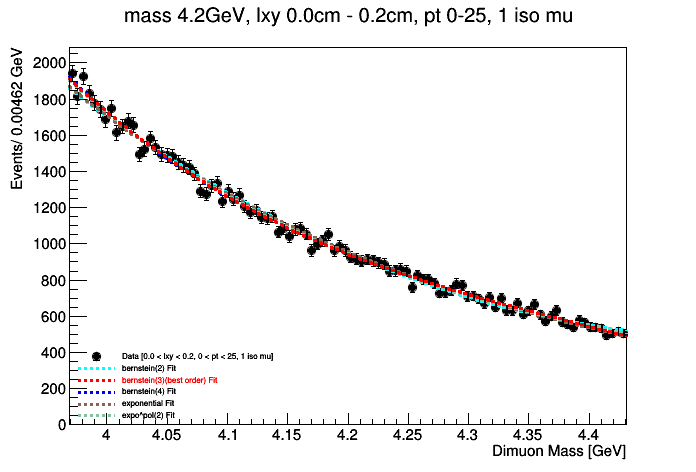 mass 4.2GeV, lxy 0.0cm - 0.2cm, pt 0-25, 1 iso mu
Events/ 0.00462 GeV
2000
1800
1600
1400
1200
1000
800
600
400
200
0
Data [0.0 < lxy < 0.2, 0 < pt < 25, 1 iso mu]
bernstein(2) Fit
bernstein(3)(best order) Fit
bernstein(4) Fit
exponential Fit
expo*pol(2) Fit
4 4.05 4.1 4.15 4.2 4.25 4.3 4.35 4.4
Dimuon Mass [GeV]